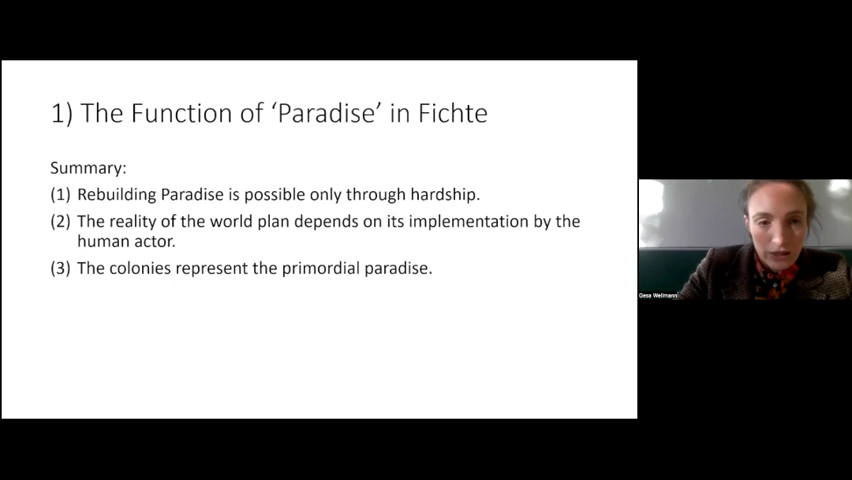 1) The Function of ‘Paradise’ in Fichte
Summary:
(1) Rebuilding Paradise is possible only through hardship.
(2) The reality of the world plan depends on its implementation by the
human actor.
(3) The colonies represent the primordial paradise.
Gesa Wellmann